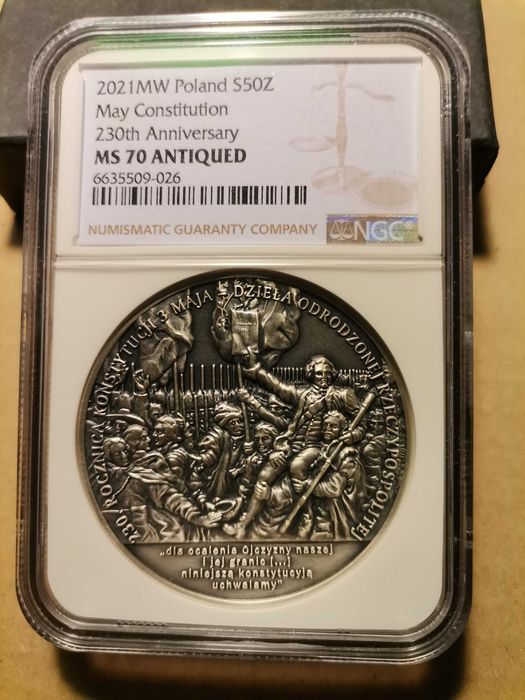 2021MW Poland S50Z
May Constitution
230th Anniversary
MS 70 ANTIQUED
6635509-026
NUMISMATIC GUARANTY COMPANY
NGC
230. ROCZNICA KONSTYTUCJI 3 MAJA - DZIEŁA ODRODZONEJ RZECZYPOSPOLITEJ
„dla ocalenia Ojczyzny naszej
i jej granic [...]
niniejszą konstytucyją
uchwalamy"